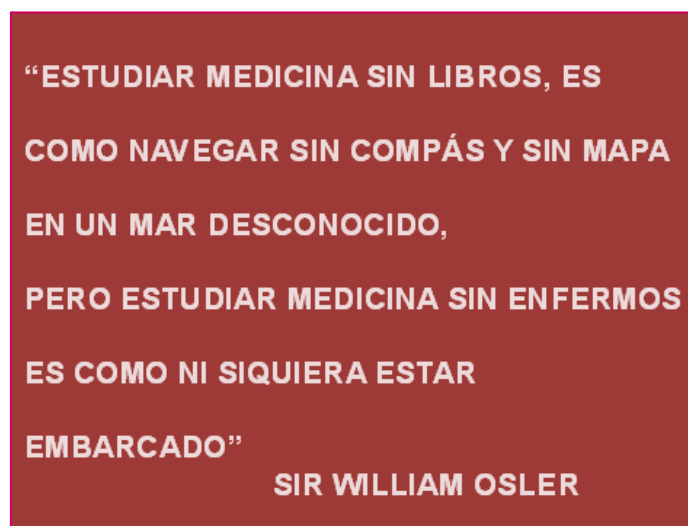 “ESTUDIAR MEDICINA SIN LIBROS, ES
COMO NAVEGAR SIN COMPÁS Y SIN MAPA
EN UN MAR DESCONOCIDO,
PERO ESTUDIAR MEDICINA SIN ENFERMOS
ES COMO NI SIQUIERA ESTAR
EMBARCADO”
SIR WILLIAM OSLER